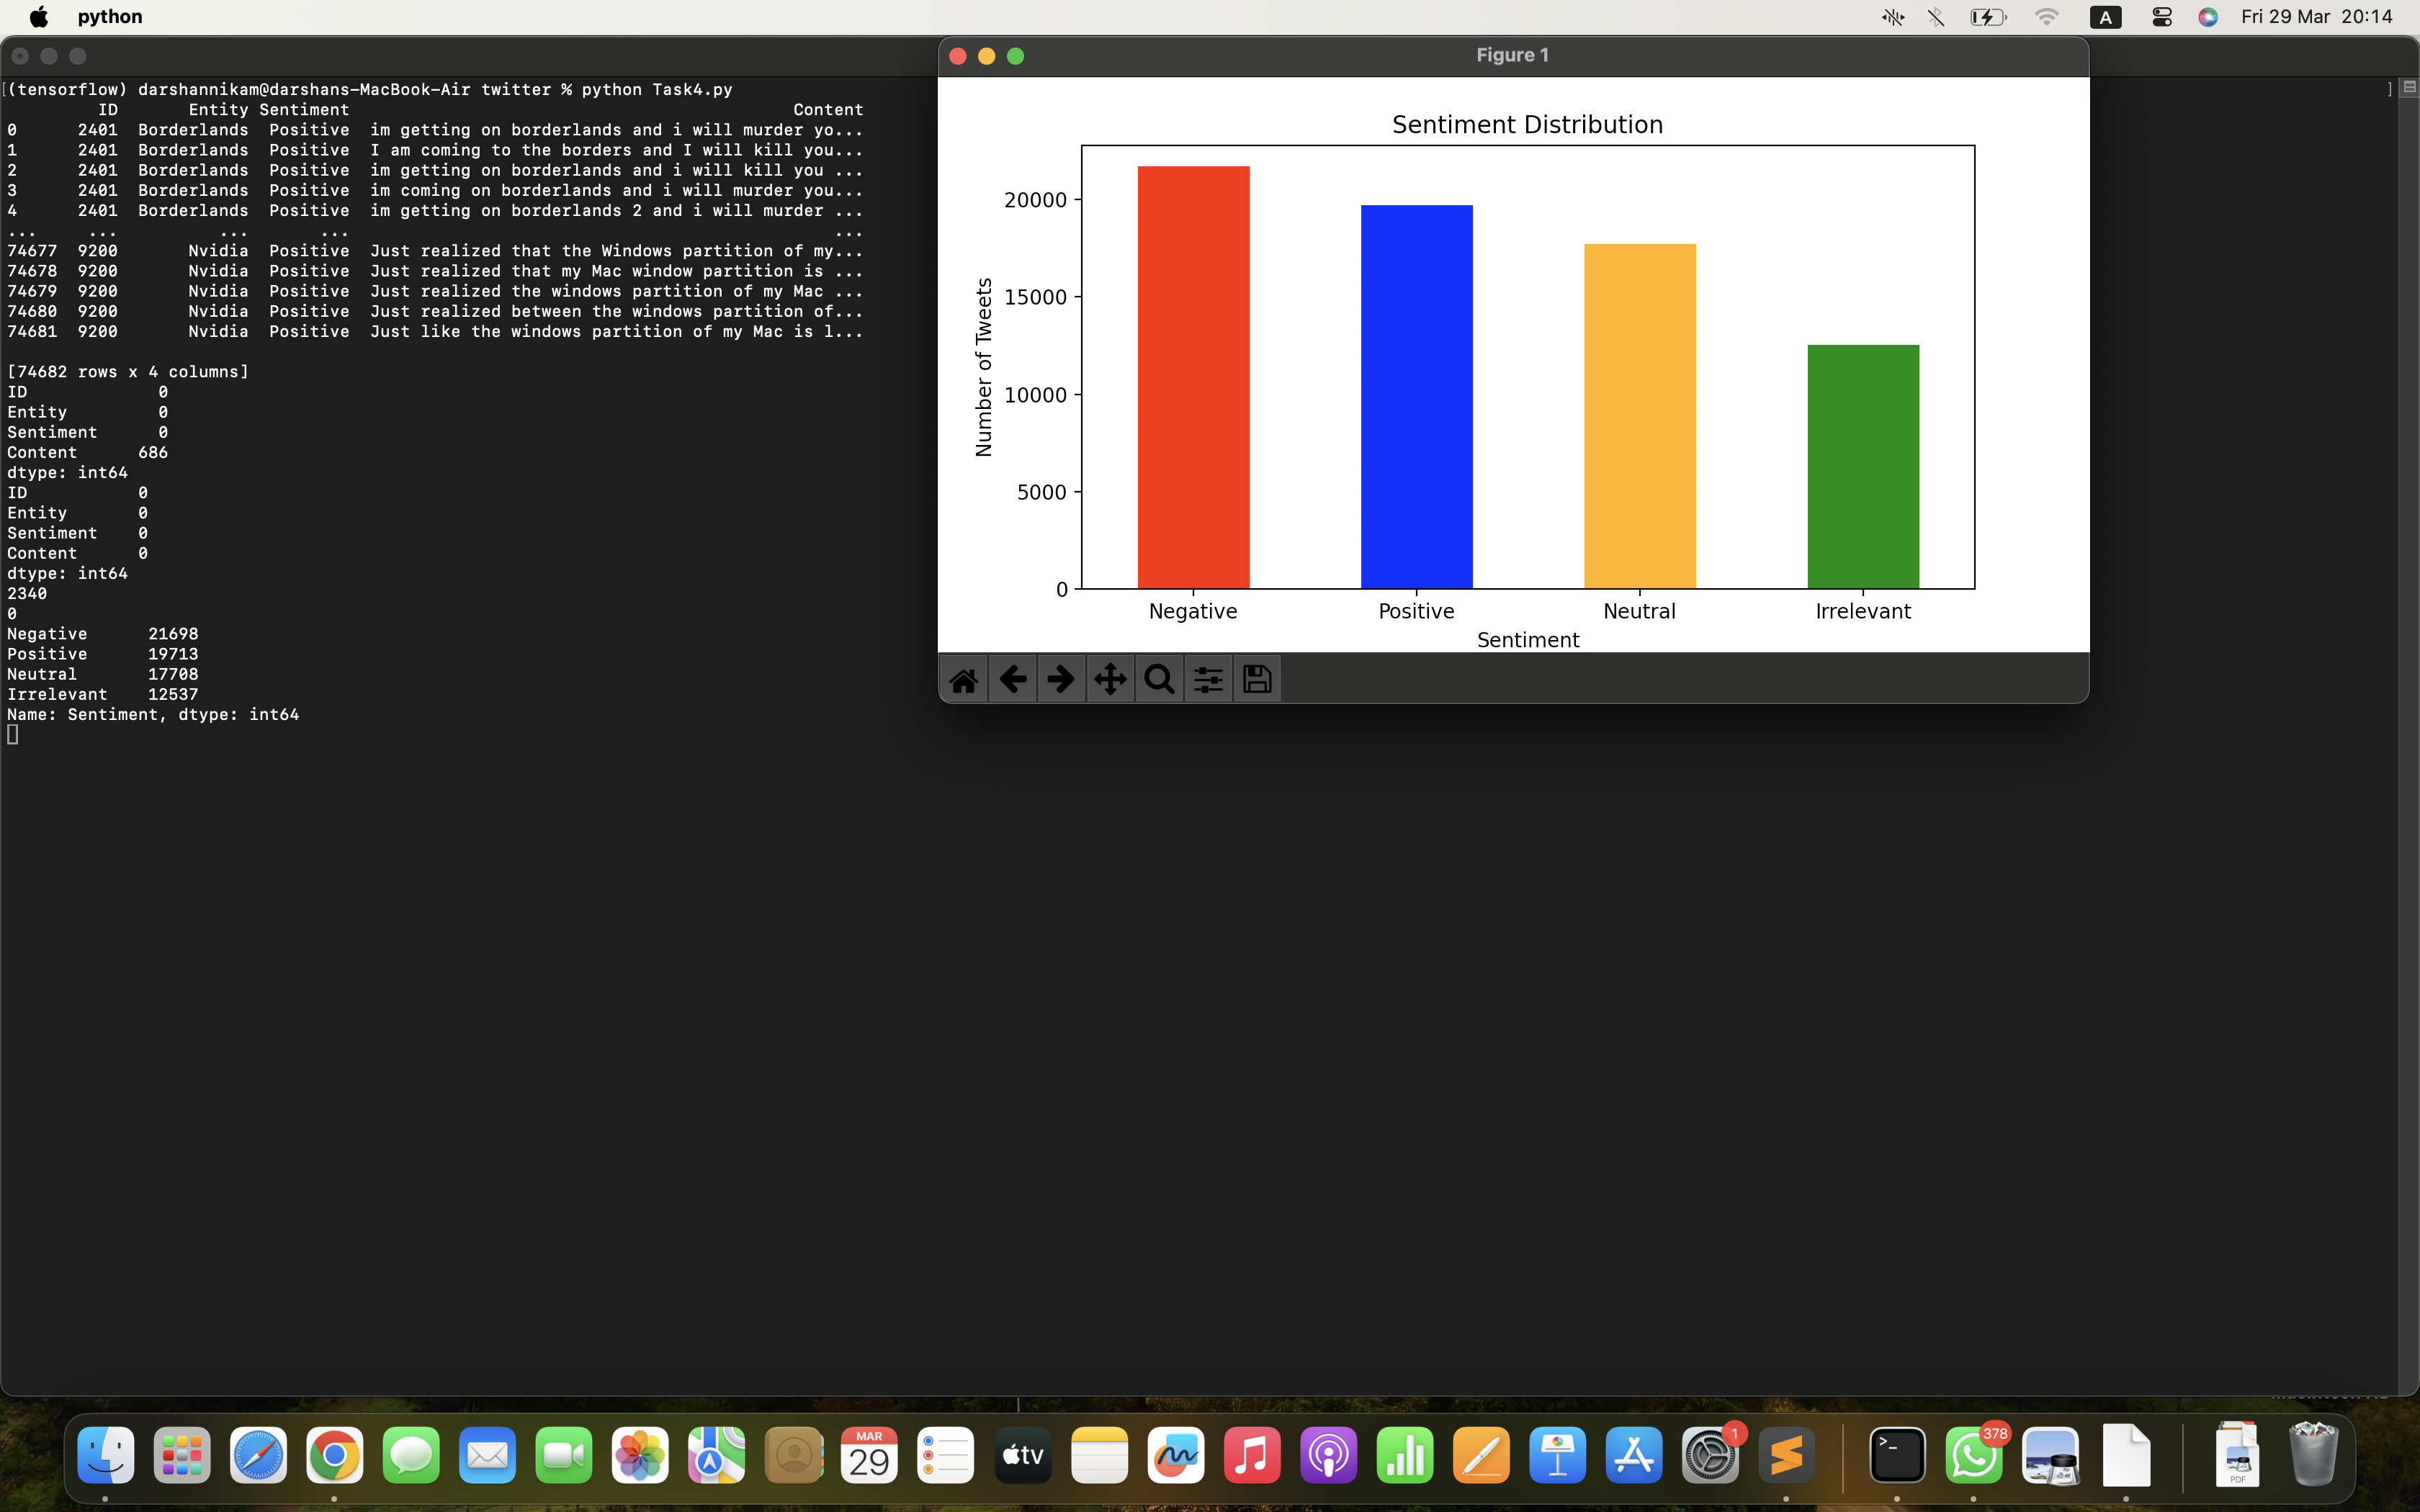 python
A
Fri 29 Mar 20:14
[(tensorflow) darshannikam@darshans-MacBook-Air twitter % python Task4.py ]
ID Entity Sentiment Content
0 2401 Borderlands Positive im getting on borderlands and i will murder yo...
1 2401 Borderlands Positive I am coming to the borders and I will kill you...
2 2401 Borderlands Positive im getting on borderlands and i will kill you ...
3 2401 Borderlands Positive im coming on borderlands and i will murder you...
4 2401 Borderlands Positive im getting on borderlands 2 and i will murder ...
... ... ... ... ...
74677 9200 Nvidia Positive Just realized that the Windows partition of my...
74678 9200 Nvidia Positive Just realized that my Mac window partition is ...
74679 9200 Nvidia Positive Just realized the windows partition of my Mac ...
74680 9200 Nvidia Positive Just realized between the windows partition of...
74681 9200 Nvidia Positive Just like the windows partition of my Mac is l...
[74682 rows x 4 columns]
ID 0
Entity 0
Sentiment 0
Content 686
dtype: int64
ID 0
Entity 0
Sentiment 0
Content 0
dtype: int64
2340
0
Negative 21698
Positive 19713
Neutral 17708
Irrelevant 12537
Name: Sentiment, dtype: int64
Figure 1
Sentiment Distribution
Number of Tweets
20000
15000
10000
5000
0
Negative Positive Neutral Irrelevant
Sentiment
MAR
29
tv
1
>_
378
PDF